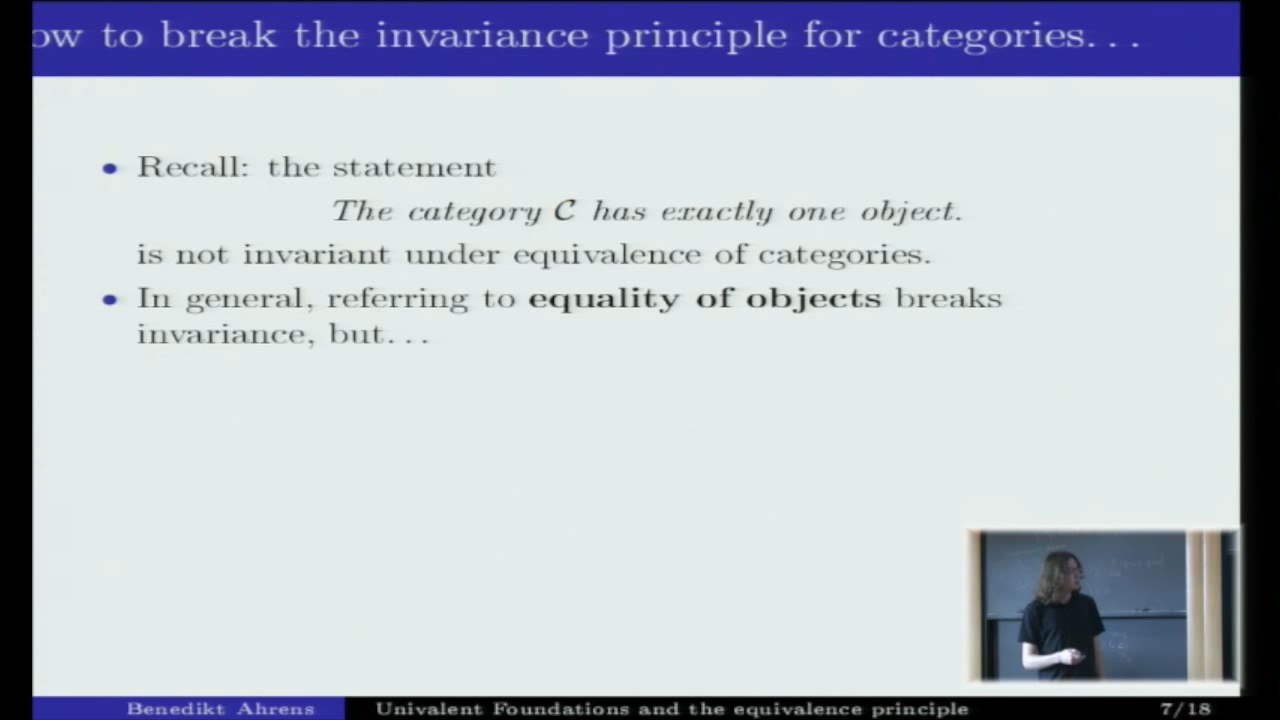 ow to break the invariance principle for categories...
• Recall: the statement
The category C has exactly one object.
is not invariant under equivalence of categories.
• In general, referring to equality of objects breaks
invariance, but...
Benedikt Ahrens Univalent Foundations and the equivalence principle 7/18